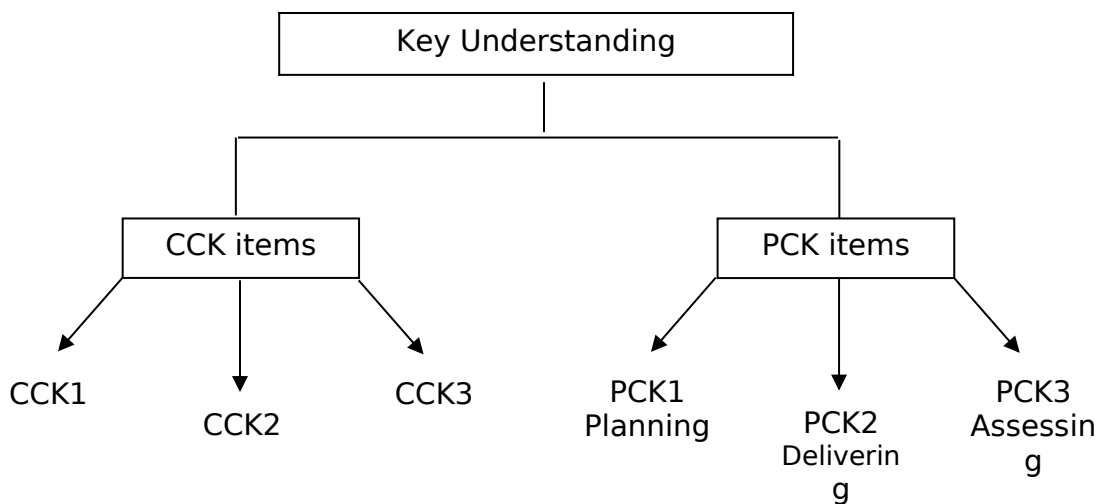 Key Understanding
CCK items
PCK items
CCK1
CCK2
CCK3
PCK1
Planning
PCK2
Deliverin
g
PCK3
Assessin
g